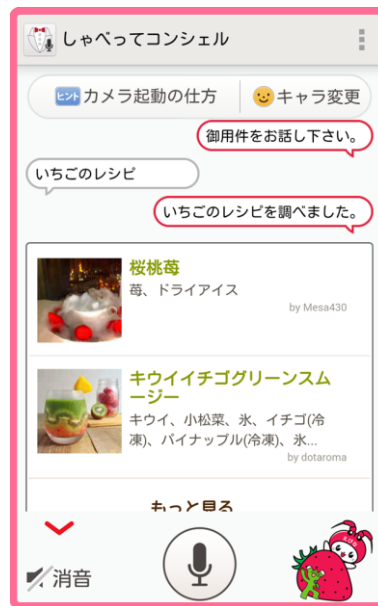 しゃべってコンシェル
ヒント カメラ起動の仕方
キャラ変更
御用件をお話し下さい。
いちごのレシピ
いちごのレシピを調べました。
桜桃苺
苺、ドライアイス
by Mesa430
キウイイチゴグリーンスム
ージー
キウイ、小松菜、氷、イチゴ(冷
凍)、パイナップル(冷凍)、氷...
by dotaroma
もっと見る
消音